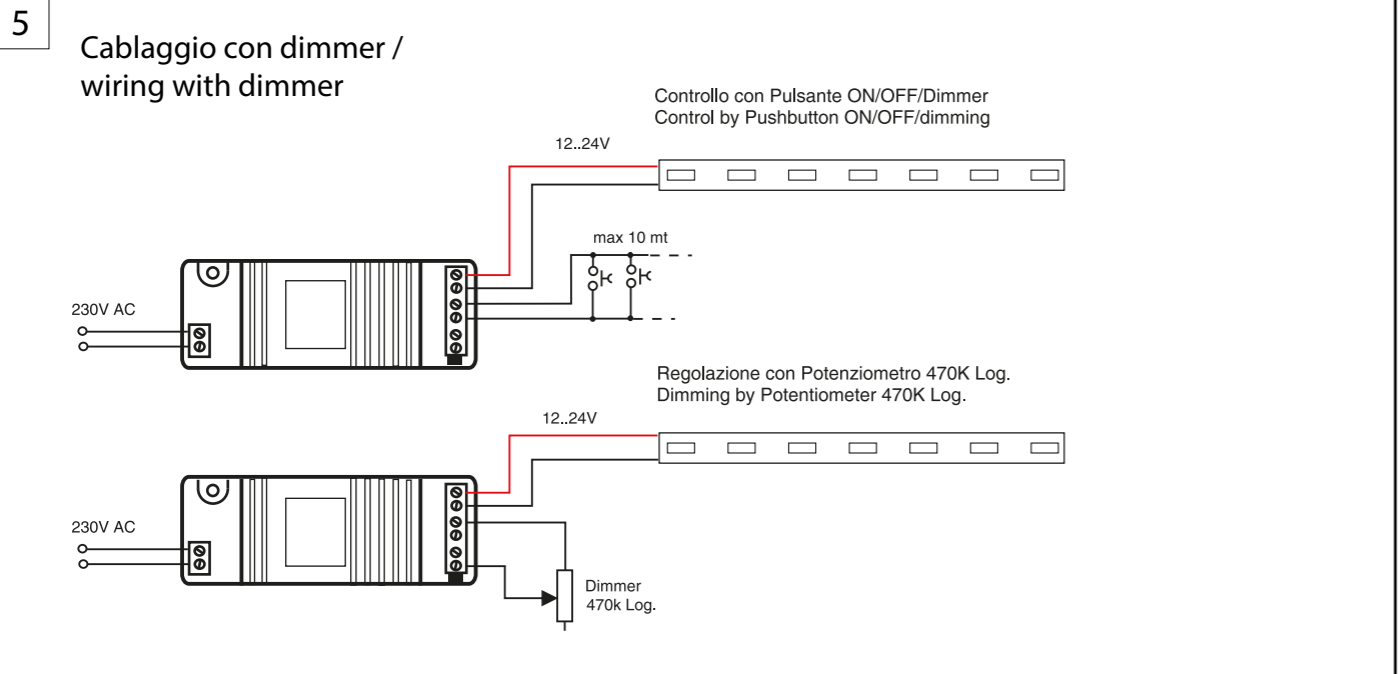 5
Cablaggio con dimmer /
wiring with dimmer
Controllo con Pulsante ON/OFF/Dimmer
Control by Pushbutton ON/OFF/dimming
12..24V
max 10 mt
230V AC
Regolazione con Potenziometro 470K Log.
Dimming by Potentiometer 470K Log.
12..24V
230V AC
Dimmer
470k Log.